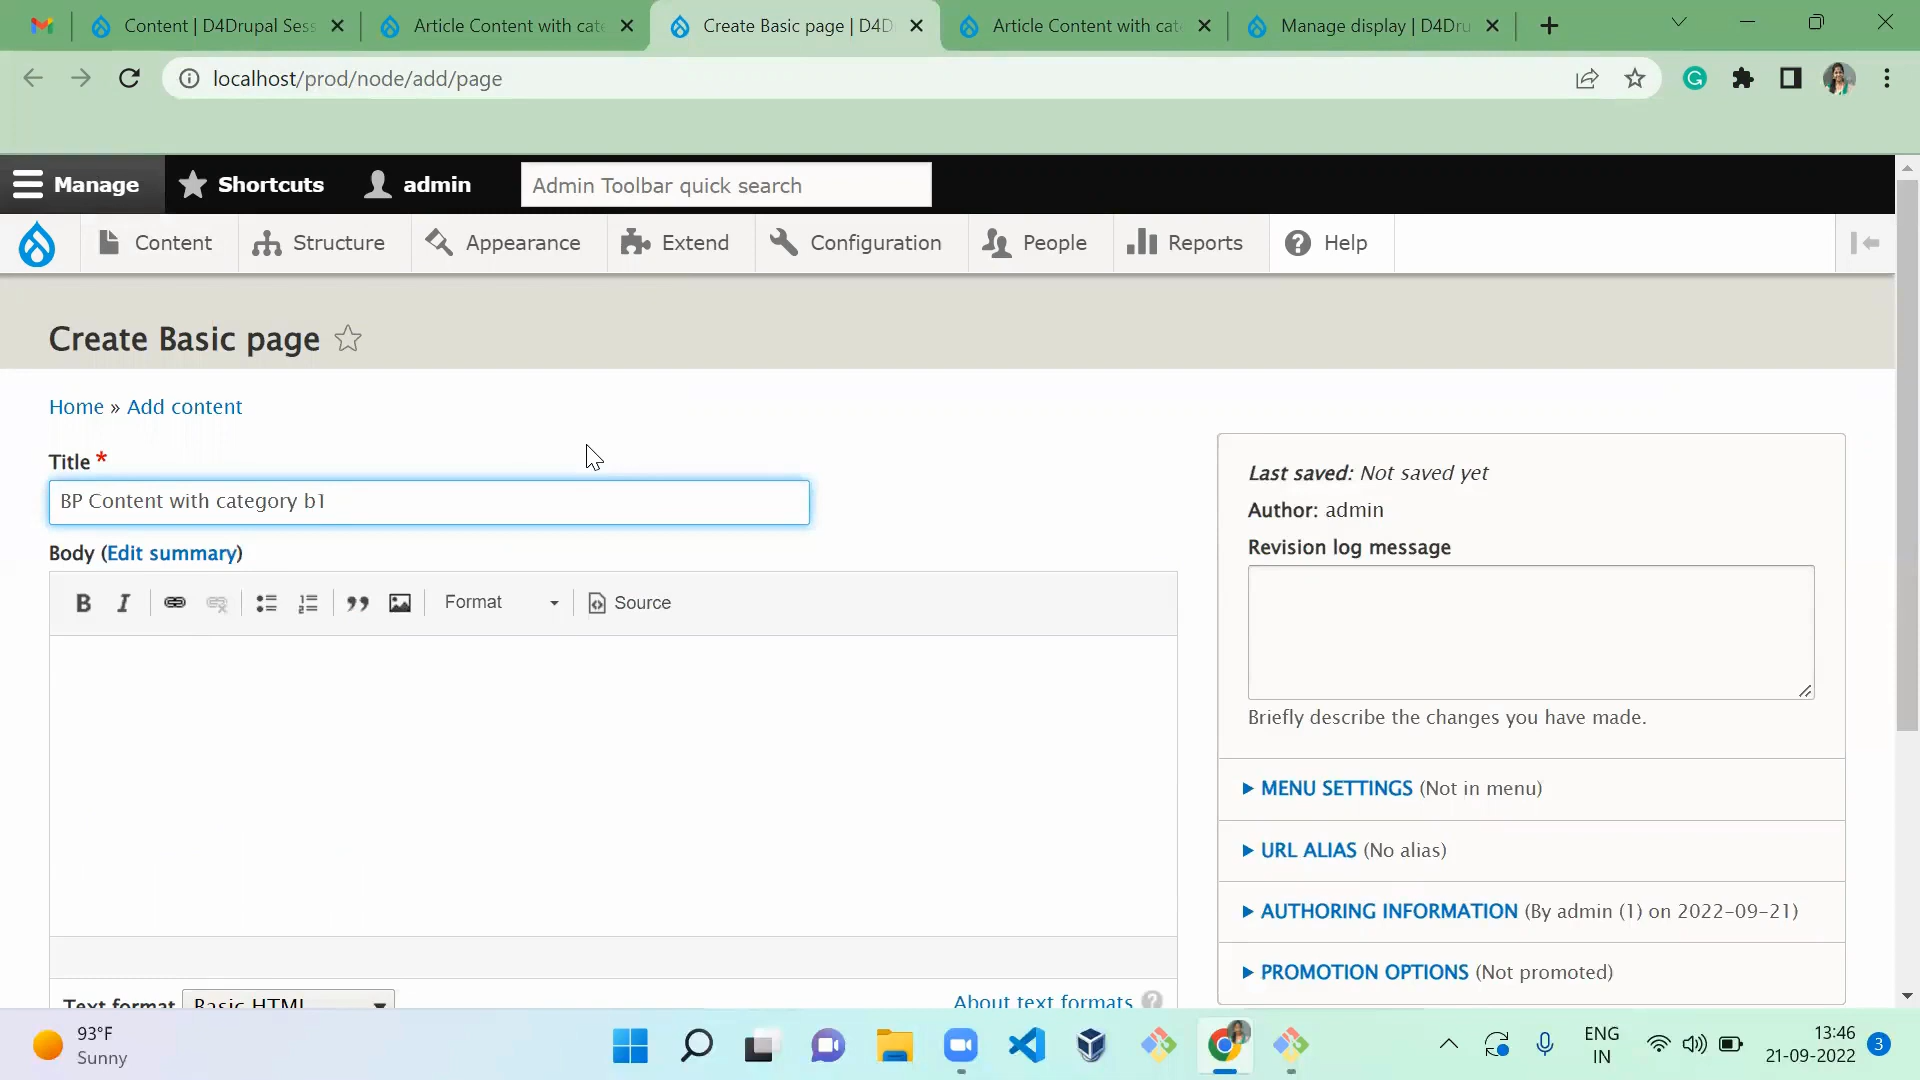 Content | D4Drupal Sess
Article Content with cate
Create Basic page | D4D
Article Content with cat
Manage display | D4Dru
localhost/prod/node/add/page
Manage
Shortcuts
admin
Admin Toolbar quick search
Content
Structure
Appearance
Extend
Configuration
People
Reports
Help
Create Basic page
Home » Add content
Title *
BP Content with category b1
Body (Edit summary)
Format
Source
Text format
Basic HTML
About text formats
Last saved: Not saved yet
Author: admin
Revision log message
Briefly describe the changes you have made.
MENU SETTINGS (Not in menu)
URL ALIAS (No alias)
AUTHORING INFORMATION (By admin (1) on 2022-09-21)
PROMOTION OPTIONS (Not promoted)
93°F
Sunny
ENG
IN
13:46
21-09-2022
3